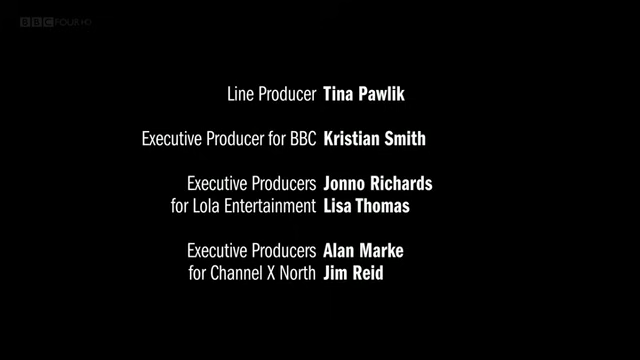 BBC FOUR HD
Line Producer Tina Pawlik
Executive Producer for BBC Kristian Smith
Executive Producers Jonno Richards
for Lola Entertainment Lisa Thomas
Executive Producers Alan Marke
for Channel X North Jim Reid